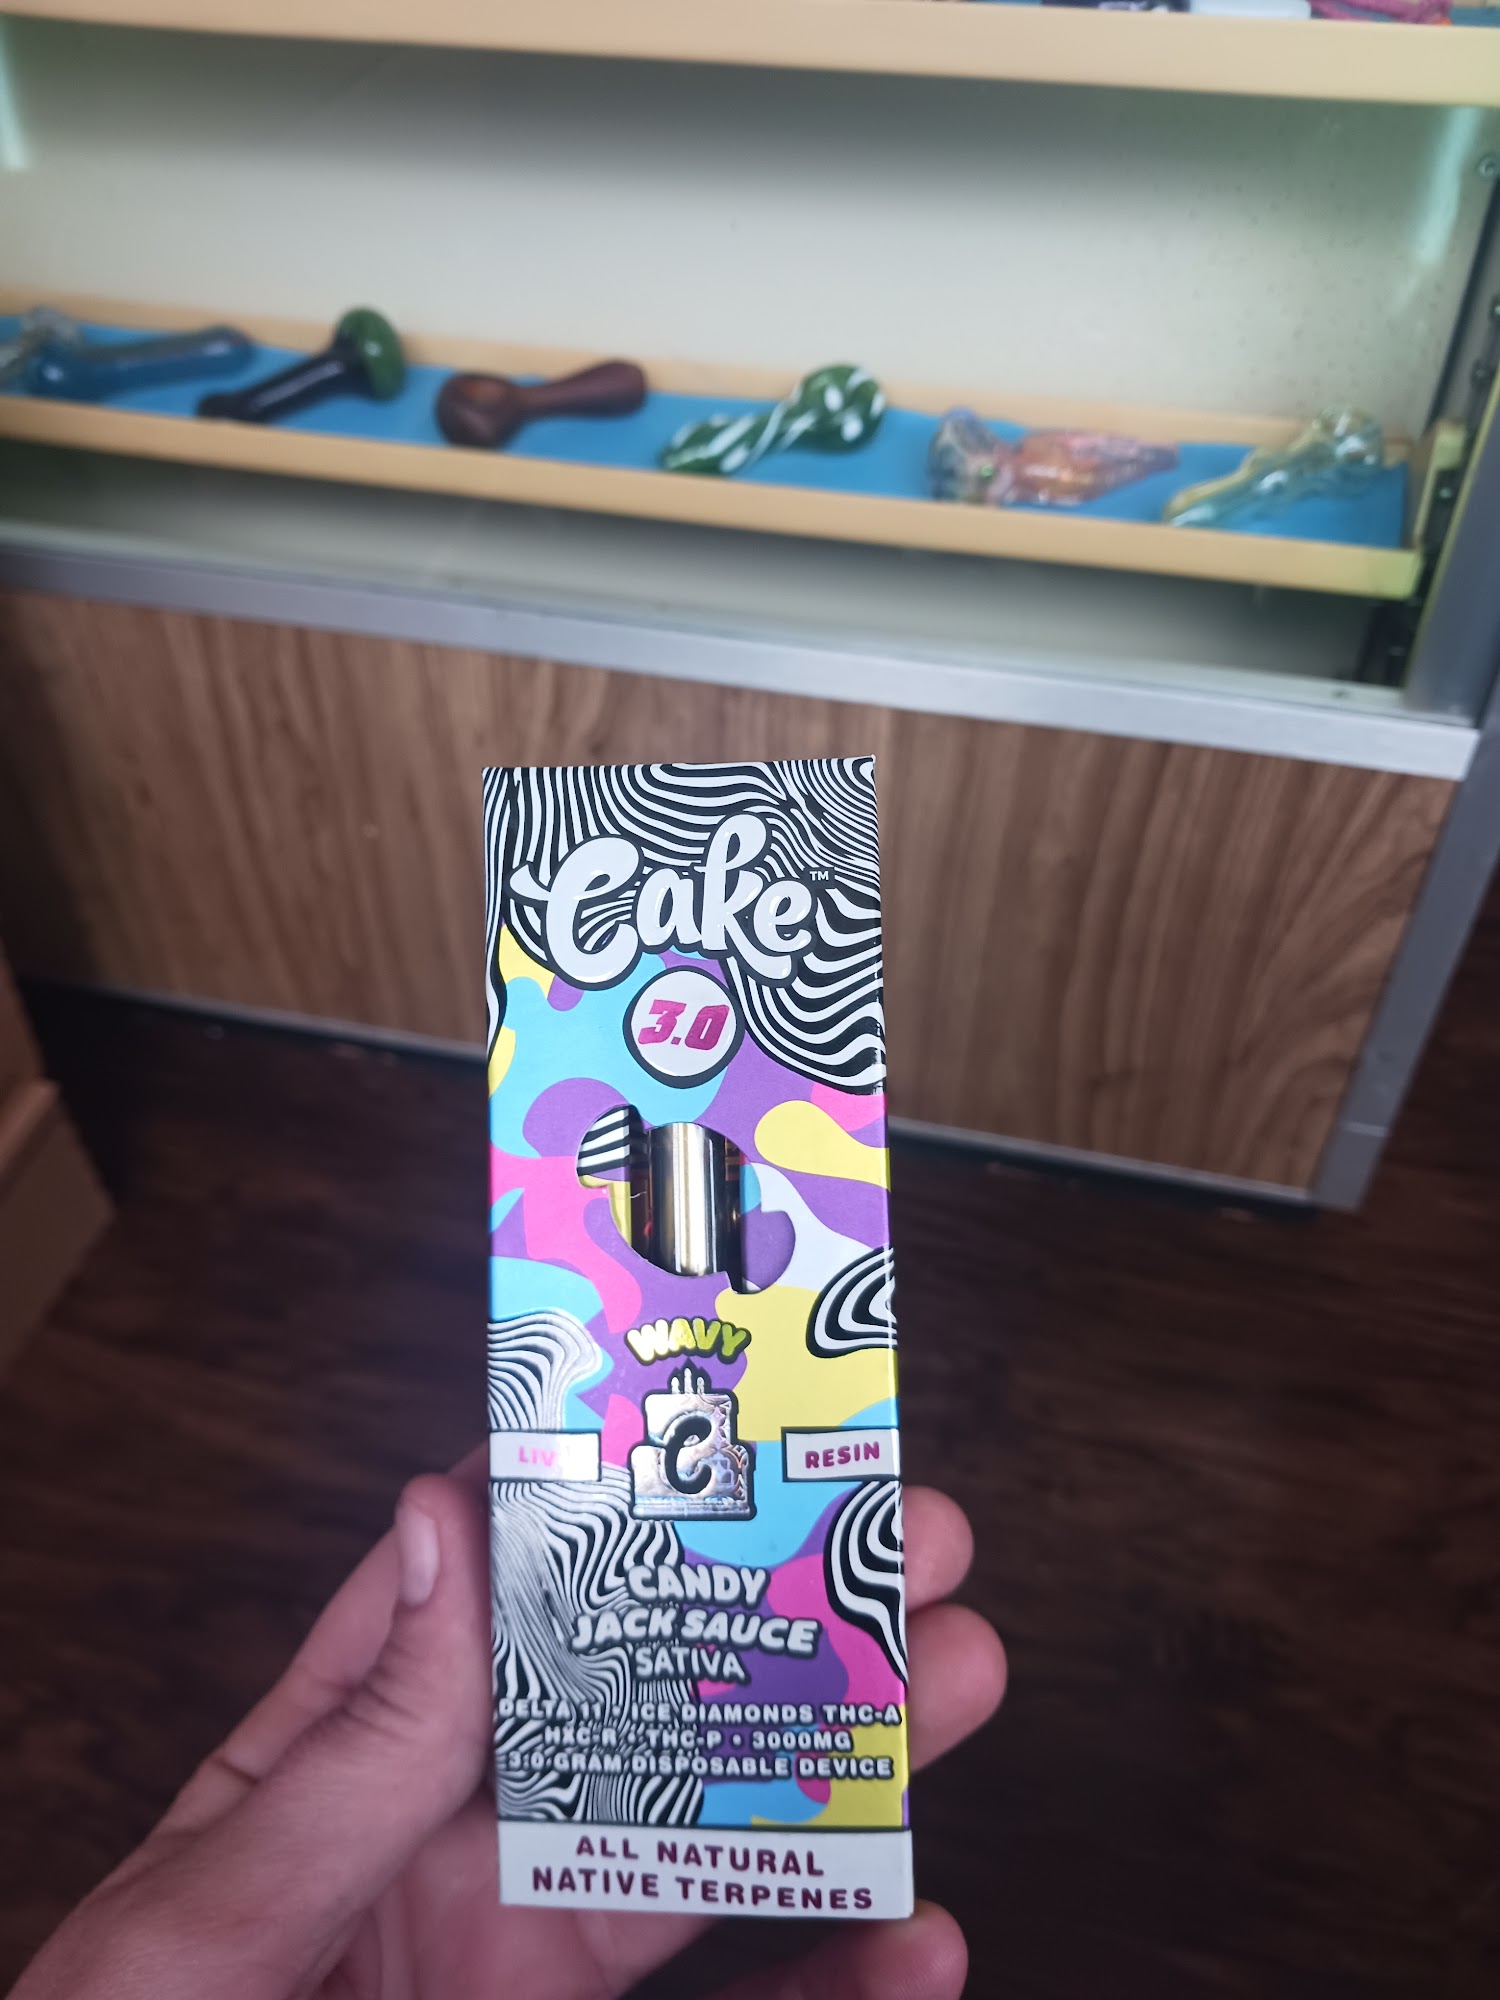 Cake™
3.0
WAVY
C
LIV RESIN
CANDY
JACK SAUCE
SATIVA
DELTA 11 • ICE DIAMONDS THC-A
HXC-R • THC-P • 3000MG
3.0 GRAM DISPOSABLE DEVICE
ALL NATURAL
NATIVE TERPENES